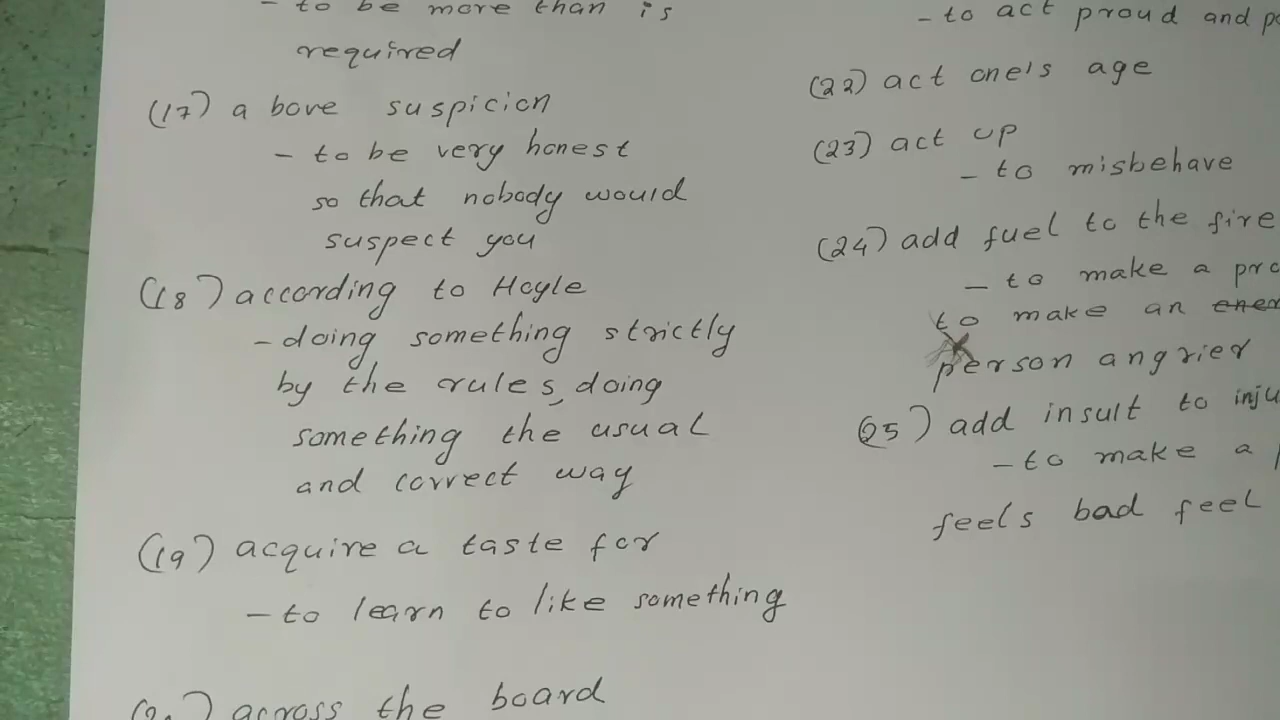 - to be more than is
required
(17) a bove suspicion
- to be very honest
so that nobody would
suspect you
(18) according to Hoyle
- doing something strictly
by the rules, doing
something the usual
and correct way
(19) acquire a taste for
- to learn to like something
across the board
- to act proud and
(22) act one's age
(23) act up
- to misbehave
(24) add fuel to the fire
- to make a
to make an
person angrier
(25) add insult to
- to make a
feels bad feel